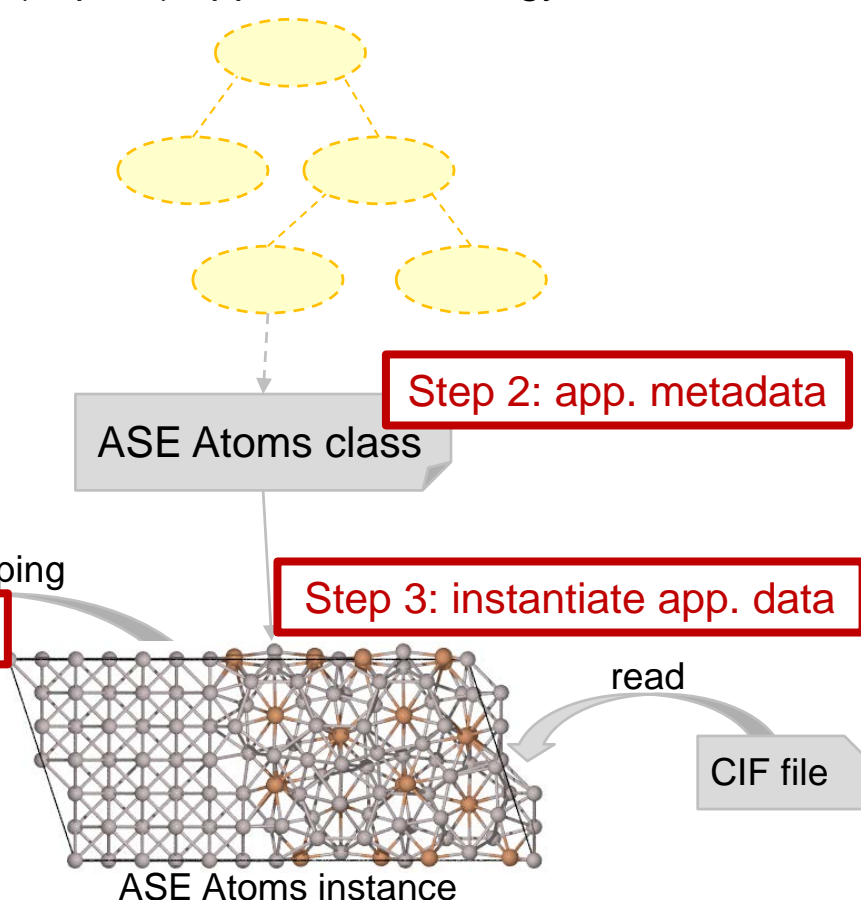 Step 2: app. metadata
ASE Atoms class
ping
Step 3: instantiate app. data
read
CIF file
ASE Atoms instance